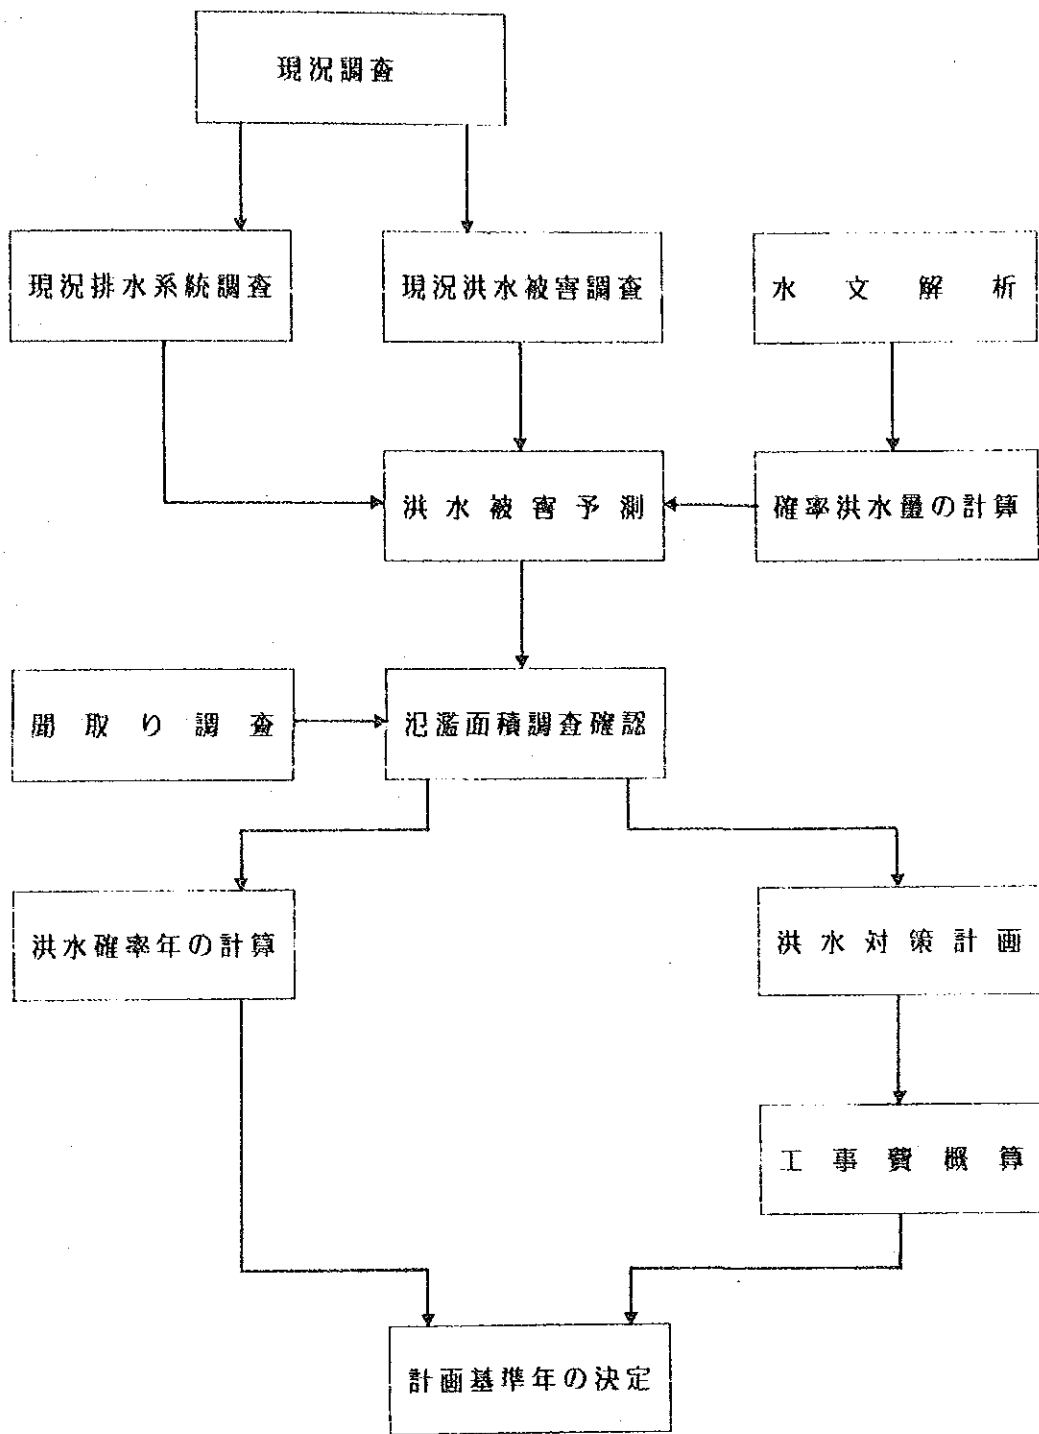 現況調査
現況排水系統調査
現況洪水被害調査
水文解析
洪水被害予測
確率洪水量の計算
聞取り調査
氾濫面積調査確認
洪水確率年の計算
洪水対策計画
工事費概算
計画基準年の決定